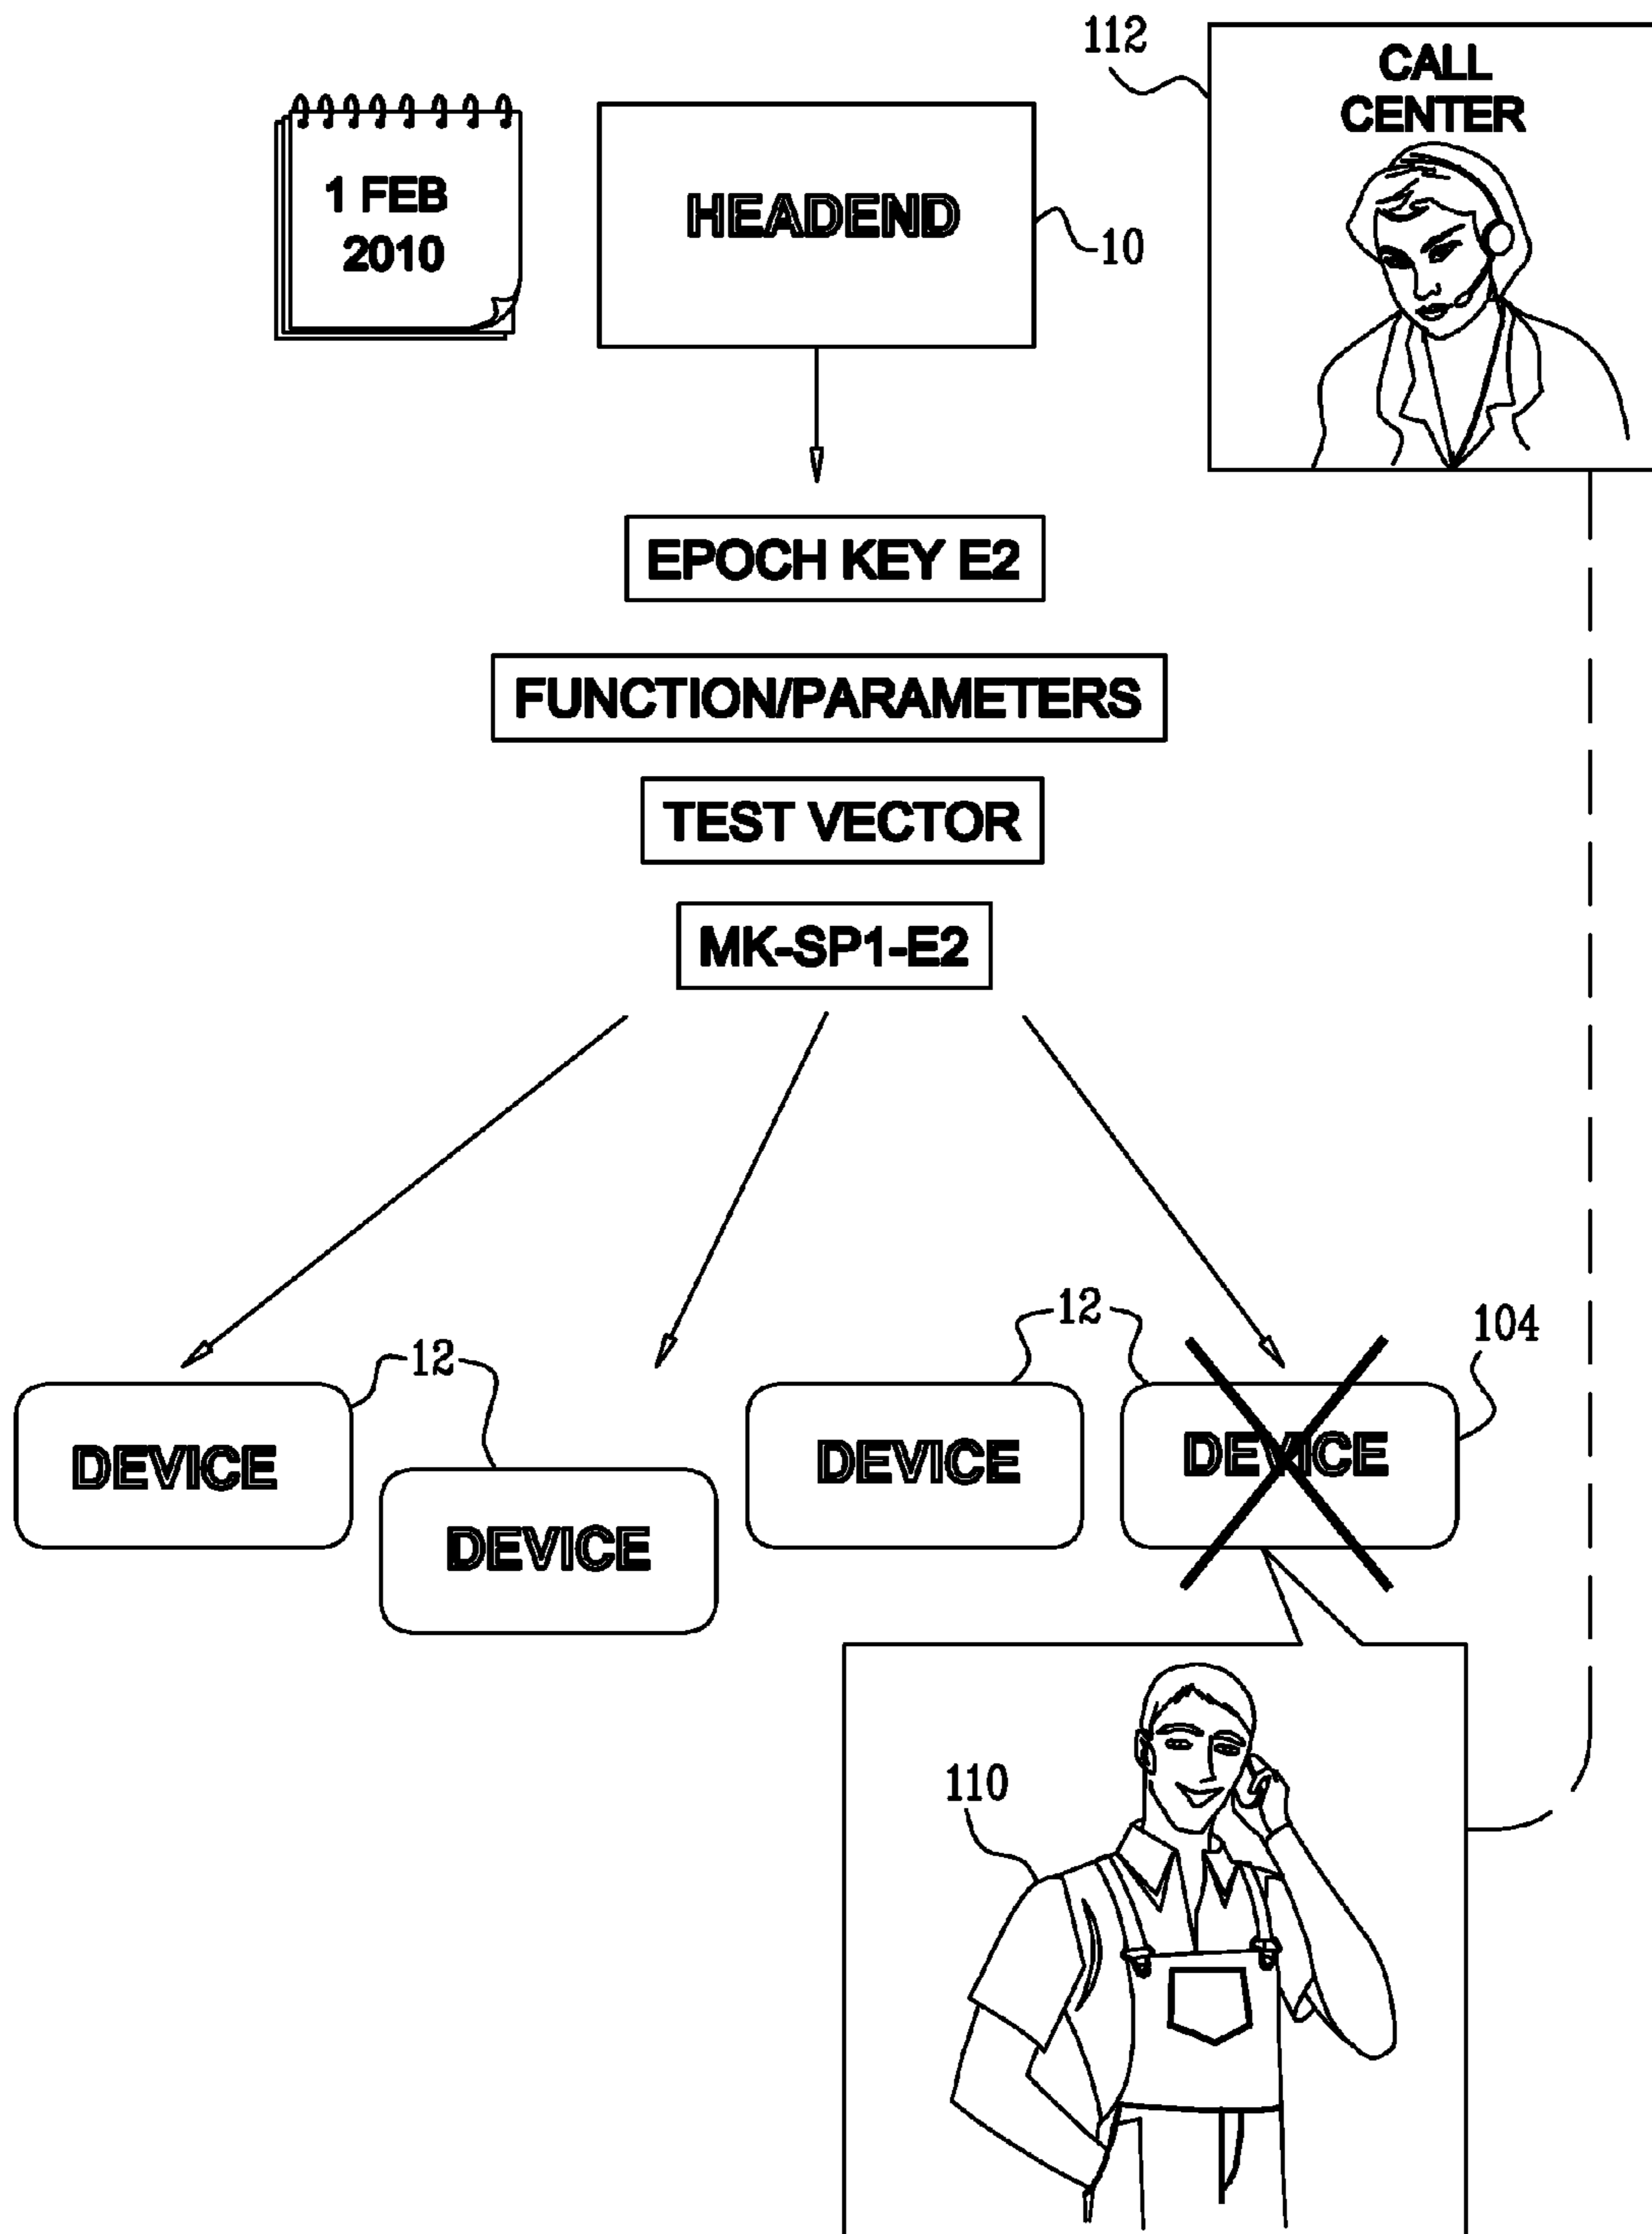 112
CALL
CENTER
1 FEB
2010
HEADEND
10
EPOCH KEY E2
FUNCTION/PARAMETERS
TEST VECTOR
MK-SP1-E2
12
12
104
DEVICE
DEVICE
DEVICE
DEVICE
110